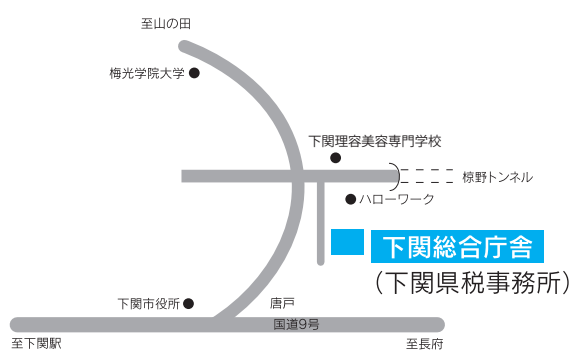 至山の田
梅光学院大学
下関理容美容専門学校
椋野トンネル
ハローワーク
下関総合庁舎
(下関県税事務所)
下関市役所
唐戸
国道9号
至下関駅
至長府